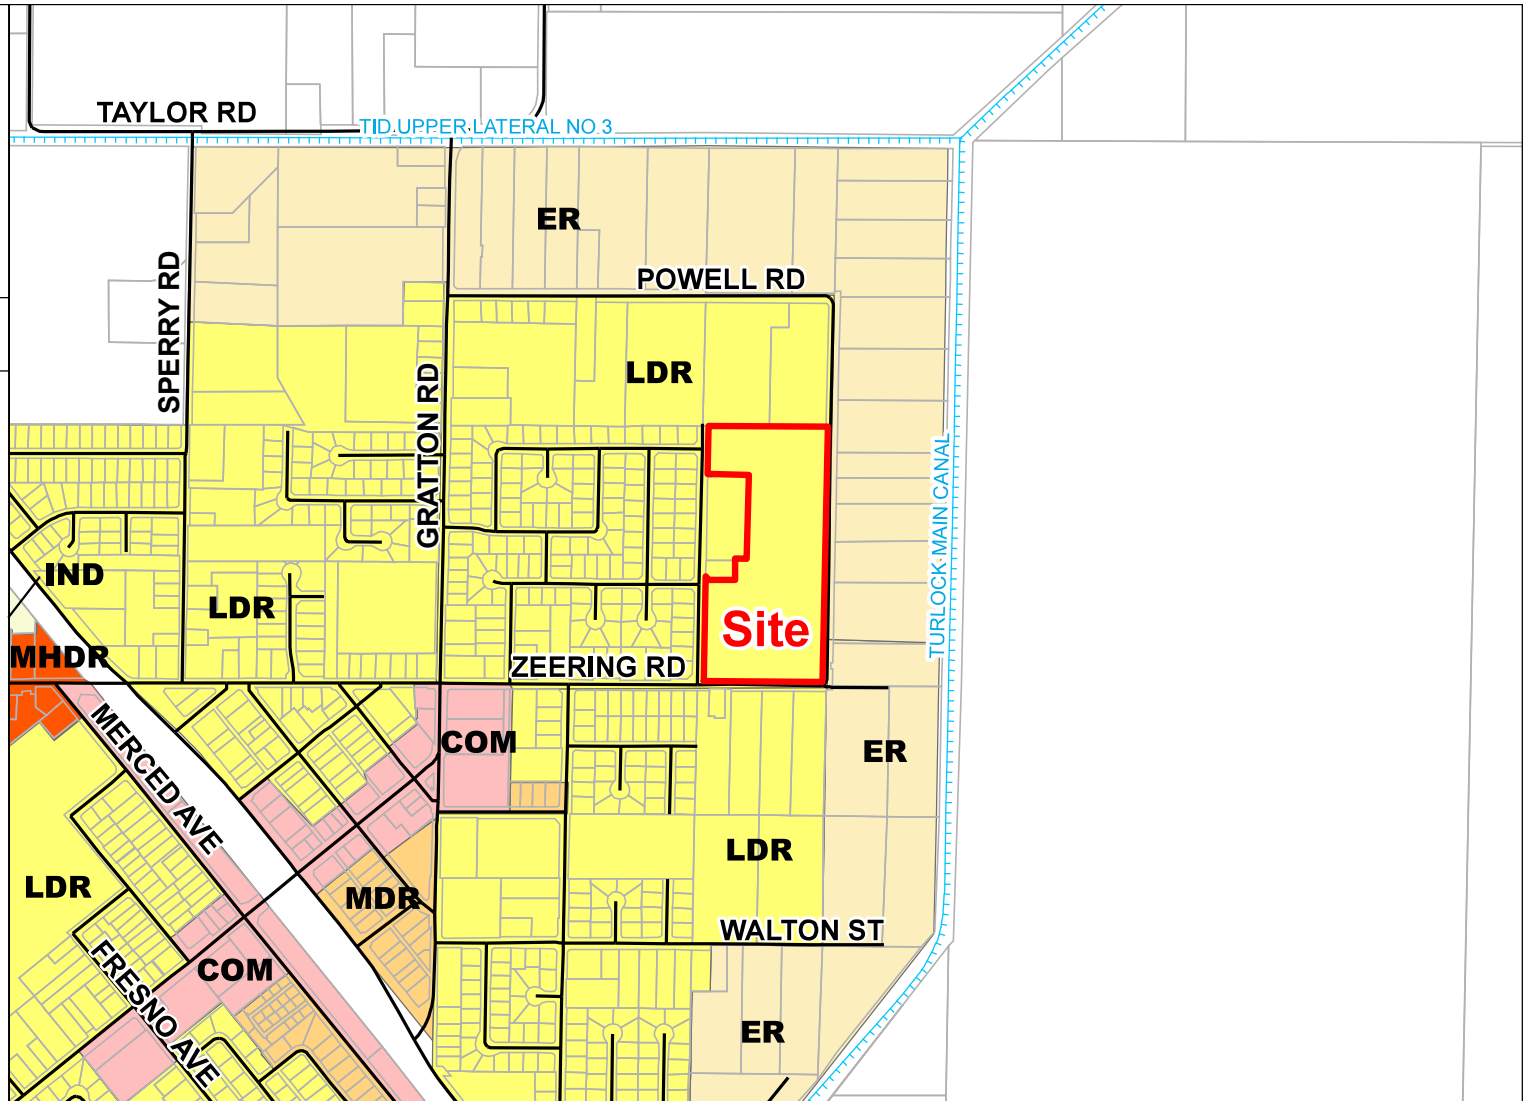 TAYLOR RD
TID UPPER LATERAL NO 3
ER
POWELL RD
SPERRY RD
GRATTON RD
LDR
TURLOCK MAIN CANAL
IND
LDR
Site
MHDR
ZEERING RD
MERCED AVE
COM
ER
LDR
LDR
MDR
WALTON ST
FRESNO AVE
COM
ER